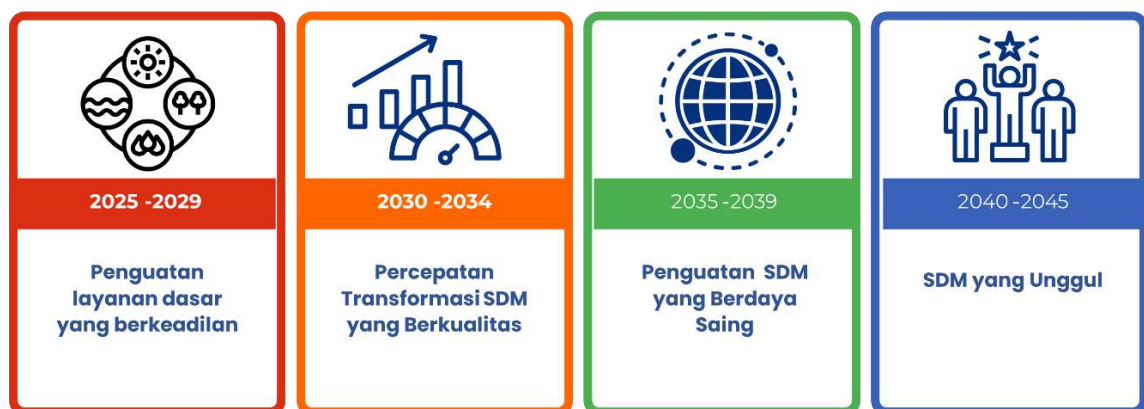 2025 -2029
Penguatan
layanan dasar
yang berkeadilan
2030 -2034
Percepatan
Transformasi SDM
yang Berkualitas
2035 -2039
Penguatan SDM
yang Berdaya
Saing
2040 -2045
SDM yang Unggul